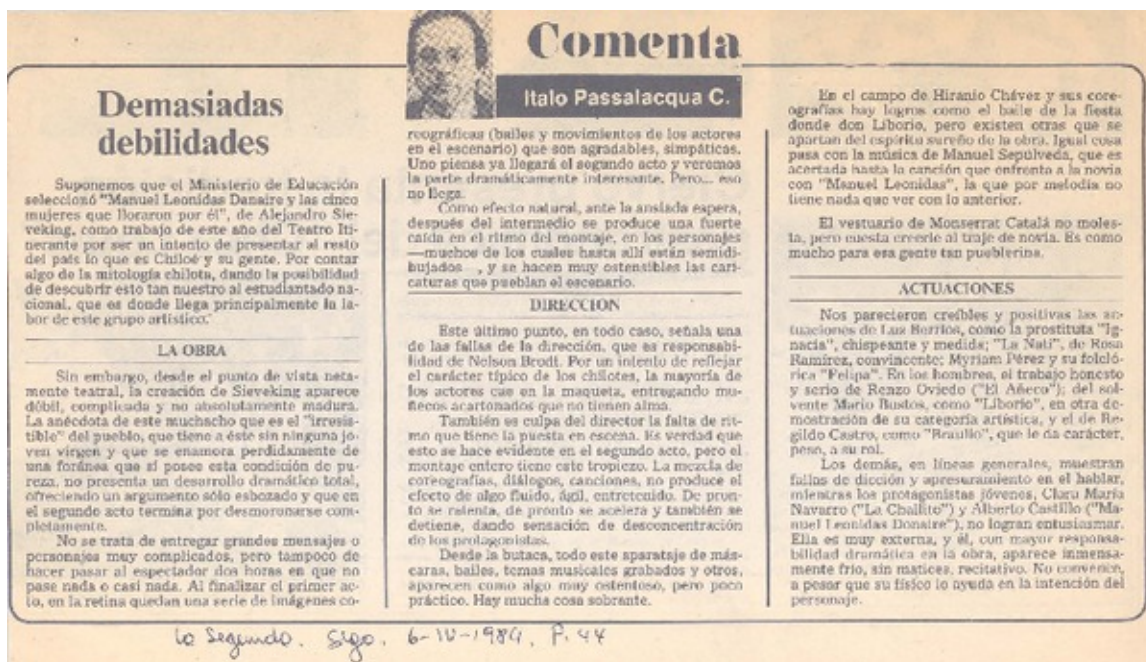 Comenta
Italo Passalacqua C.
Demasiadas
debilidades
Suponemos que el Ministerio de Educación
seleccionó "Manuel Leonidas Danaire y las cinco
mujeres que lloraron por él", de Alejandro Sie-
veking, como trabajo de este año del Teatro Iti-
nerante por ser un intento de presentar al resto
del país lo que es Chiloé y su gente. Por contar
algo de la mitología chilota, dando la posibilidad
de descubrir esto tan nuestro al estudiantado na-
cional, que es donde llega principalmente la la-
bor de este grupo artístico.
LA OBRA
Sin embargo, desde el punto de vista neta-
mente teatral, la creación de Sieveking aparece
débil, complicada y no absolutamente madura.
La anécdota de este muchacho que es el "irresis-
tible" del pueblo, que tiene a éste sin ninguna jo-
ven virgen y que se enamora perdidamente de
una foránea que sí posee esta condición de pu-
reza, no presenta un desarrollo dramático total,
ofreciendo un argumento sólo esbozado y que en
el segundo acto termina por desmoronarse com-
pletamente.
No se trata de entregar grandes mensajes o
personajes muy complicados, pero tampoco de
hacer pasar al espectador dos horas en que no
pase nada o casi nada. Al finalizar el primer ac-
to, en la retina quedan una serie de imágenes co-
reográficas (bailes y movimientos de los actores
en el escenario) que son agradables, simpáticas.
Uno piensa ya llegará el segundo acto y veremos
la parte dramáticamente interesante. Pero... eso
no llega.
Como efecto natural, ante la ansiada espera,
después del intermedio se produce una fuerte
caída en el ritmo del montaje, en los personajes
—muchos de los cuales hasta allí están semidi-
bujados—, y se hacen muy ostensibles las cari-
caturas que pueblan el escenario.
DIRECCION
Este último punto, en todo caso, señala una
de las fallas de la dirección, que es responsabi-
lidad de Nelson Brodt. Por un intento de reflejar
el carácter típico de los chilotes, la mayoría de
los actores cae en la maqueta, entregando mu-
ñecos acartonados que no tienen alma.
También es culpa del director la falta de rit-
mo que tiene la puesta en escena. Es verdad que
esto se hace evidente en el segundo acto, pero el
montaje entero tiene este tropiezo. La mezcla de
coreografías, diálogos, canciones, no produce el
efecto de algo fluido, ágil, entretenido. De pron-
to se ralenta, de pronto se acelera y también se
detiene, dando sensación de desconcentración
de los protagonistas.
Desde la butaca, todo este aparataje de más-
caras, bailes, temas musicales grabados y otros,
aparecen como algo muy ostentoso, pero poco
práctico. Hay mucha cosa sobrante.
En el campo de Hiranio Chávez y sus core-
ografías hay logros como el baile de la fiesta
donde don Liborio, pero existen otras que se
apartan del espíritu sureño de la obra. Igual cosa
pasa con la música de Manuel Sepúlveda, que es
acertada hasta la canción que enfrenta a la novia
con "Manuel Leonidas", la que por melodía no
tiene nada que ver con lo anterior.
El vestuario de Monserrat Catalá no moles-
ta, pero cuesta creerle al traje de novia. Es como
mucho para esa gente tan pueblerina.
ACTUACIONES
Nos parecieron creíbles y positivas las ac-
tuaciones de Luz Berrios, como la prostituta "Ig-
nacia", chispeante y medida; "La Nati", de Rosa
Ramírez, convincente; Myriam Pérez y su folcló-
rica "Felipa". En los hombres, el trabajo honesto
y serio de Renzo Oviedo ("El Añeco"); del sol-
vente Mario Bustos, como "Liborio", en otra de-
mostración de su categoría artística, y el de Re-
gildo Castro, como "Braulio", que le da carácter,
peso, a su rol.
Los demás, en líneas generales, muestran
fallas de dicción y apresuramiento en el hablar,
mientras los protagonistas jóvenes, Clara María
Navarro ("La Chalito") y Alberto Castillo ("Ma-
nuel Leonidas Donaire"), no logran entusiasmar.
Ella es muy externa, y él, con mayor responsa-
bilidad dramática en la obra, aparece inmensa-
mente frío, sin matices, recitativo. No convence,
a pesar que su físico lo ayuda en la intención del
personaje.
La Segunda. Stgo. 6-IV-1984. P. 44